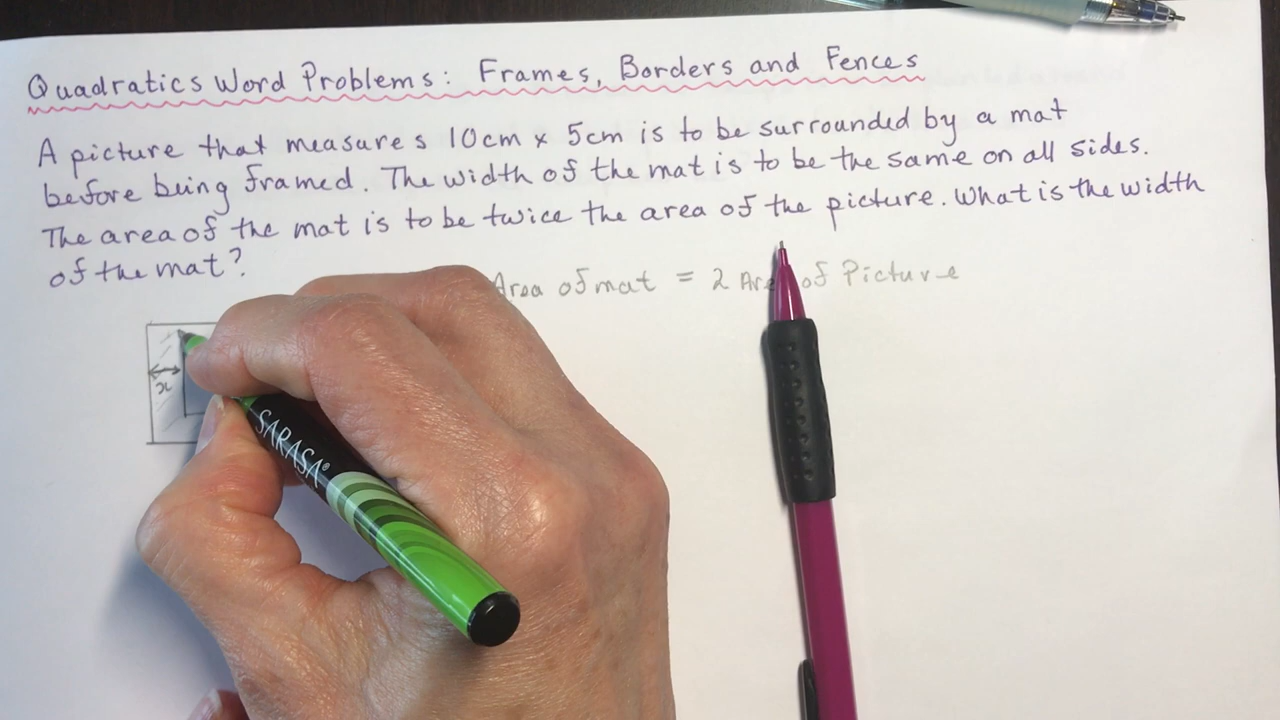 Quadratics Word Problems: Frames, Borders and Fences
A picture that measures 10cm x 5cm is to be surrounded by a mat
before being framed. The width of the mat is to be the same on all sides.
The area of the mat is to be twice the area of the picture. What is the width
of the mat?
Area of mat = 2 Area of Picture
x
SARASA®